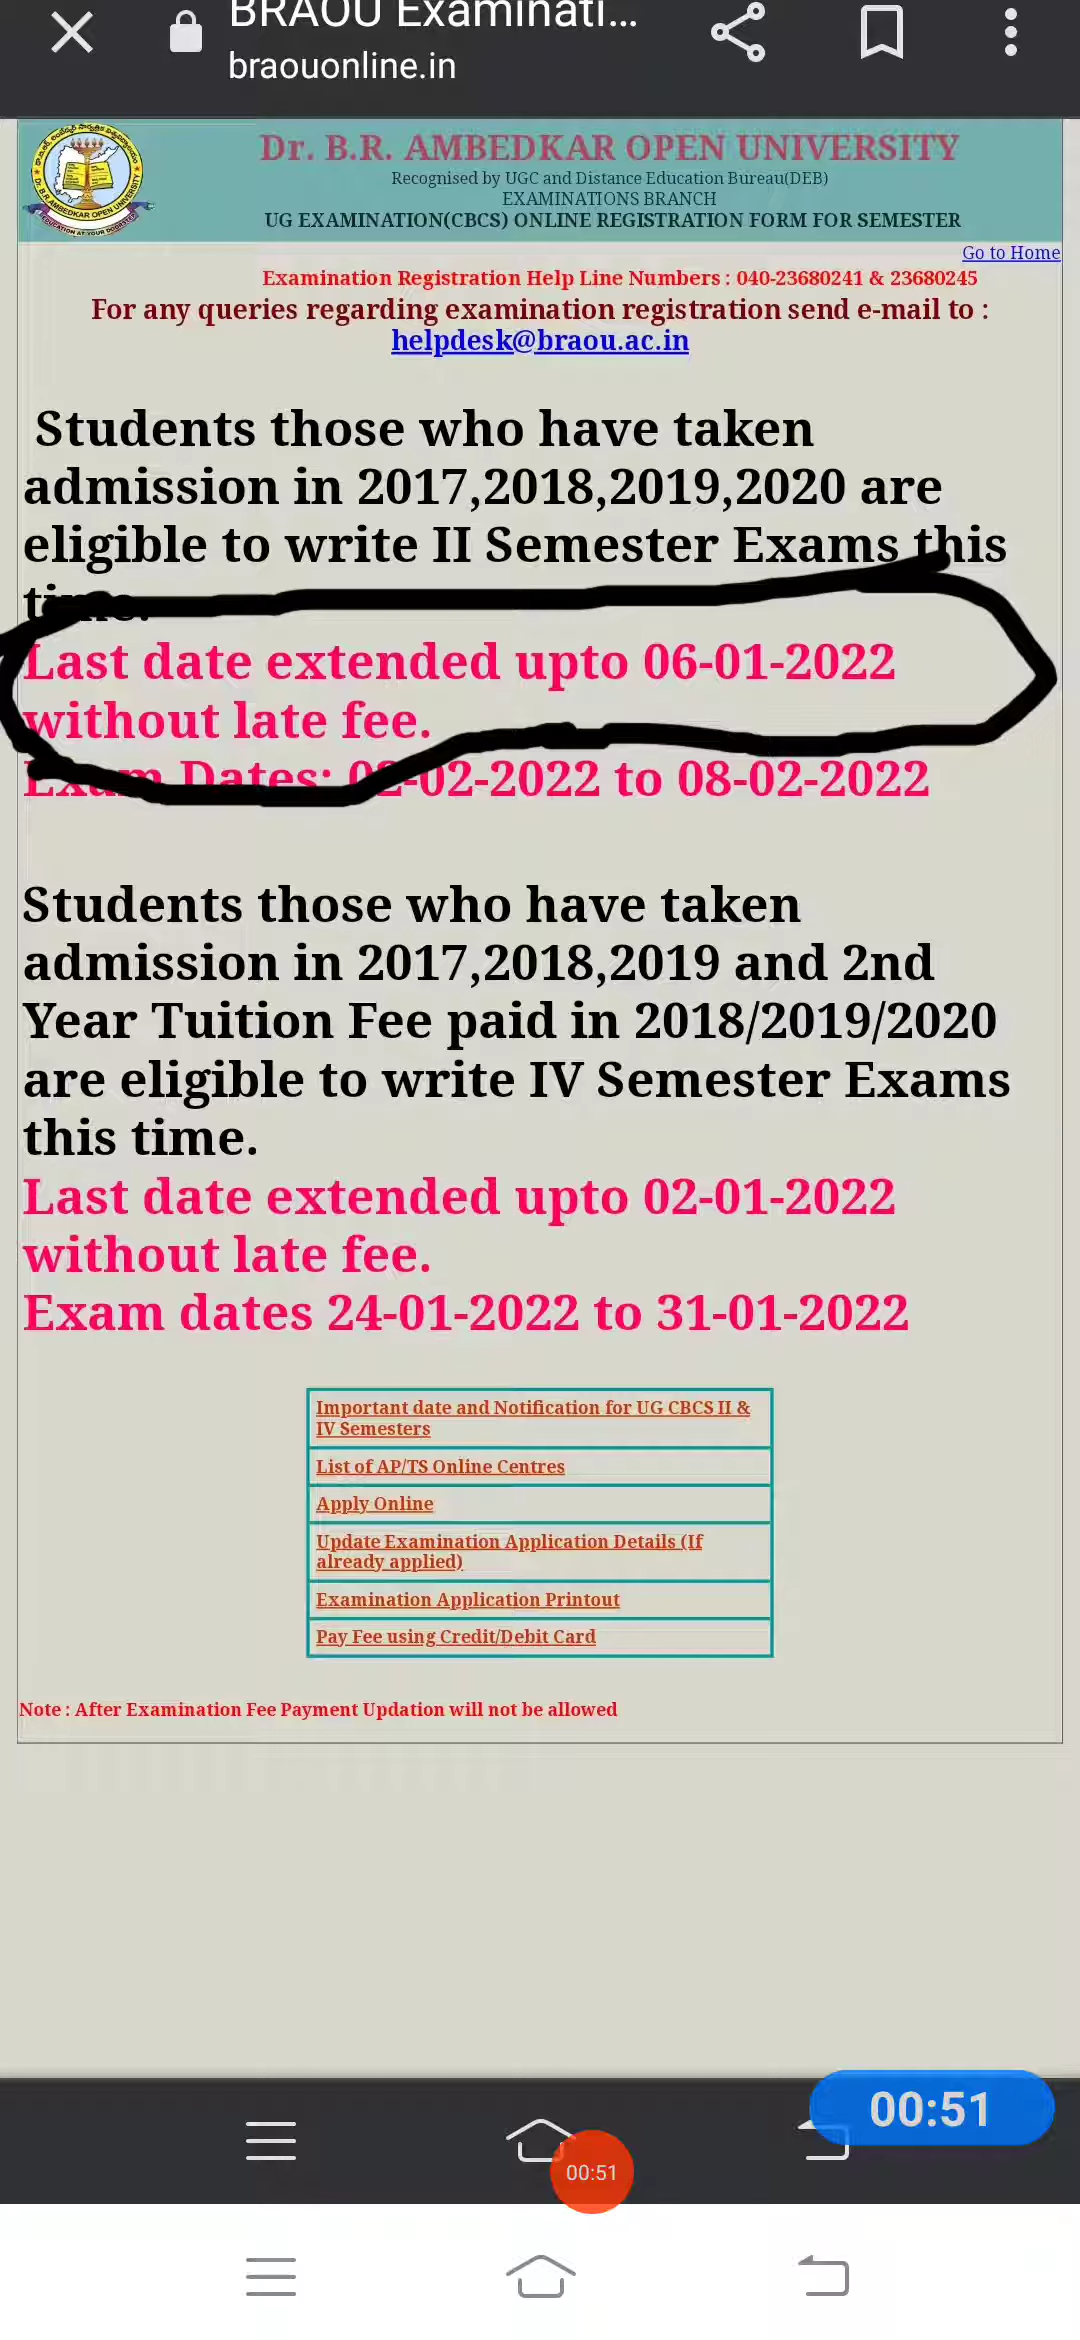 BRAOU Examinati...
braouonline.in
Dr. B.R. AMBEDKAR OPEN UNIVERSITY
Recognised by UGC and Distance Education Bureau(DEB)
EXAMINATIONS BRANCH
UG EXAMINATION(CBCS) ONLINE REGISTRATION FORM FOR SEMESTER
Go to Home
Examination Registration Help Line Numbers : 040-23680241 & 23680245
For any queries regarding examination registration send e-mail to :
helpdesk@braou.ac.in
Students those who have taken
admission in 2017,2018,2019,2020 are
eligible to write II Semester Exams this
time.
Last date extended upto 06-01-2022
without late fee.
Exam Dates: 02-02-2022 to 08-02-2022
Students those who have taken
admission in 2017,2018,2019 and 2nd
Year Tuition Fee paid in 2018/2019/2020
are eligible to write IV Semester Exams
this time.
Last date extended upto 02-01-2022
without late fee.
Exam dates 24-01-2022 to 31-01-2022
Important date and Notification for UG CBCS II &
IV Semesters
List of AP/TS Online Centres
Apply Online
Update Examination Application Details (If
already applied)
Examination Application Printout
Pay Fee using Credit/Debit Card
Note : After Examination Fee Payment Updation will not be allowed
00:51
00:51